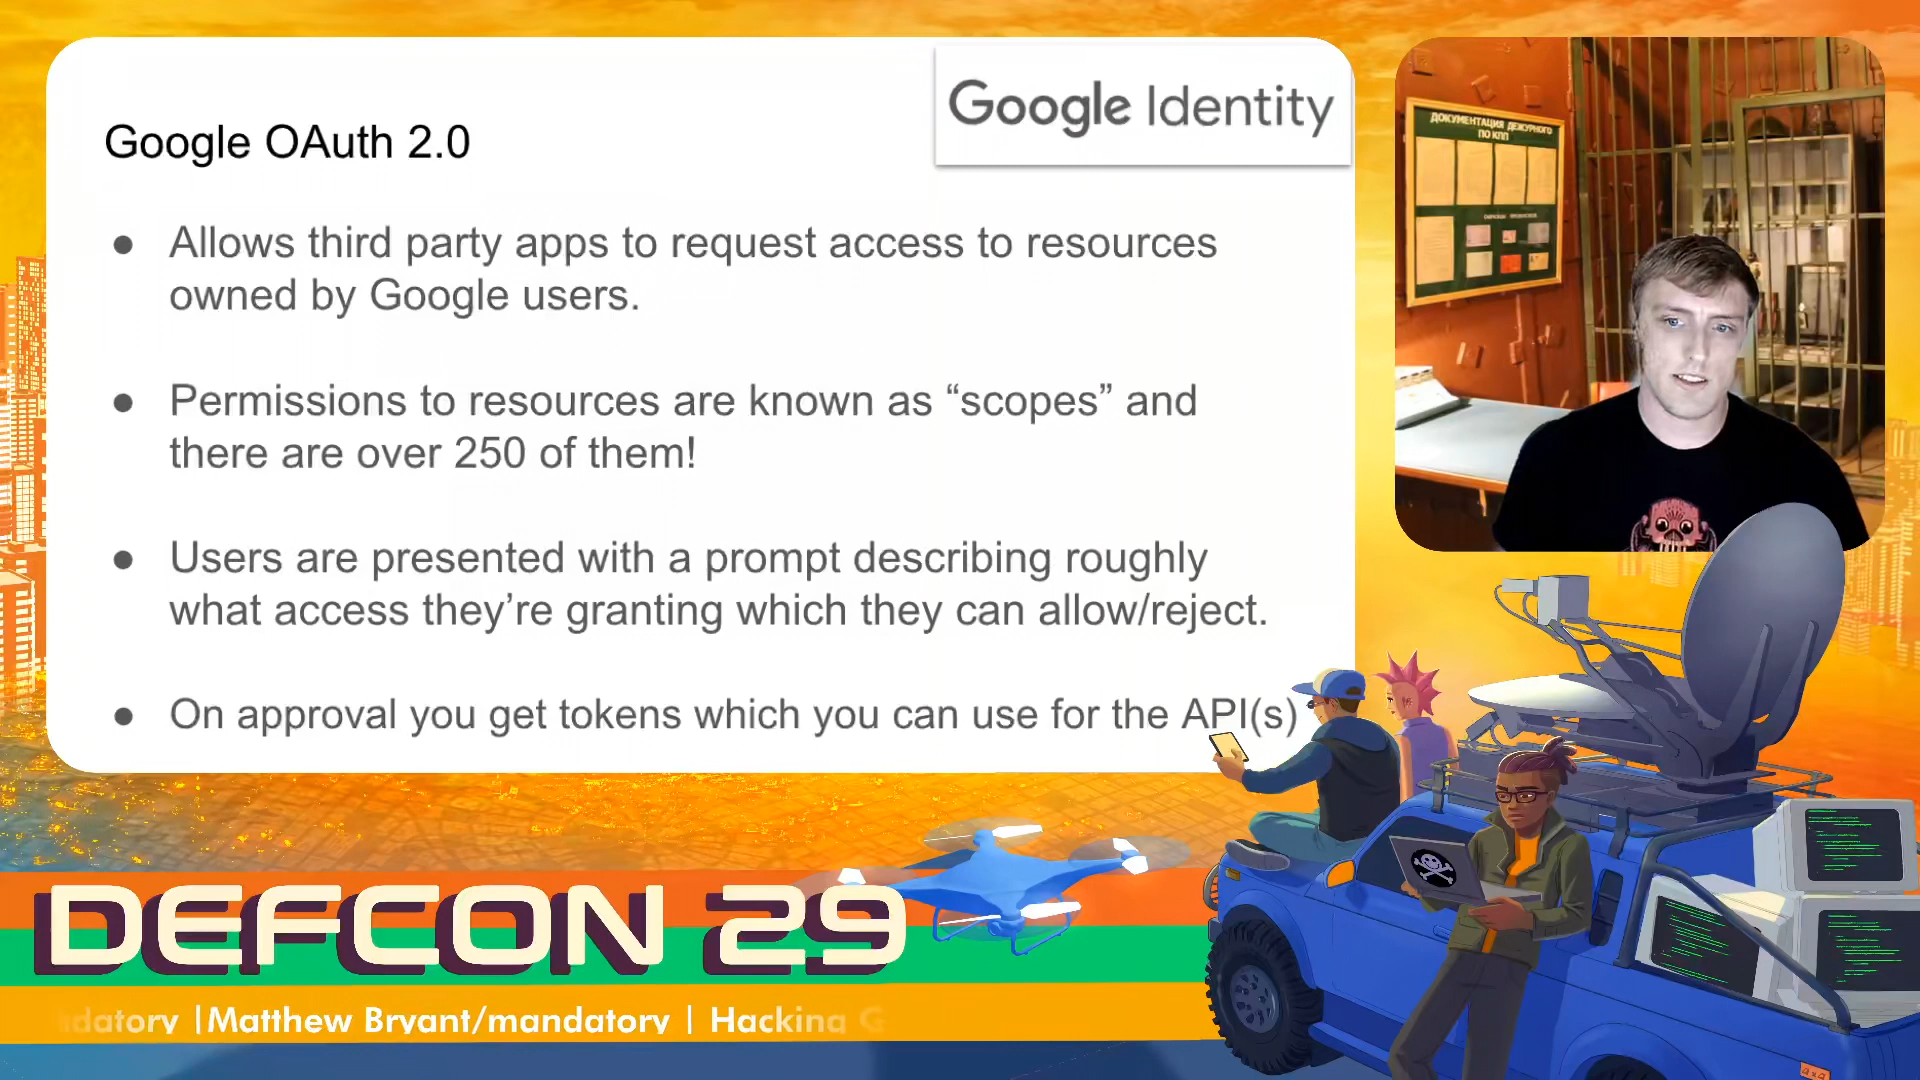 Google Identity
Google OAuth 2.0
● Allows third party apps to request access to resources
owned by Google users.
● Permissions to resources are known as “scopes” and
there are over 250 of them!
● Users are presented with a prompt describing roughly
what access they’re granting which they can allow/reject.
● On approval you get tokens which you can use for the API(s)
ДОКУМЕНТАЦИЯ ДЕЖУРНОГО
ПО КПП
DEFCON 29
datory | Matthew Bryant/mandatory | Hacking G